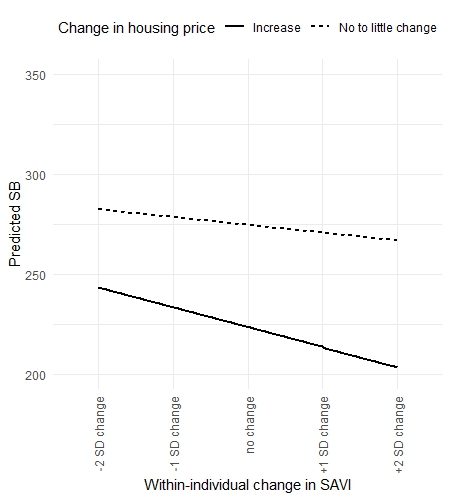 Change in housing price Increase No to little change
350
300
250
200
Predicted SB
-2 SD change
-1 SD change
no change
+1 SD change
+2 SD change
Within-individual change in SAVI